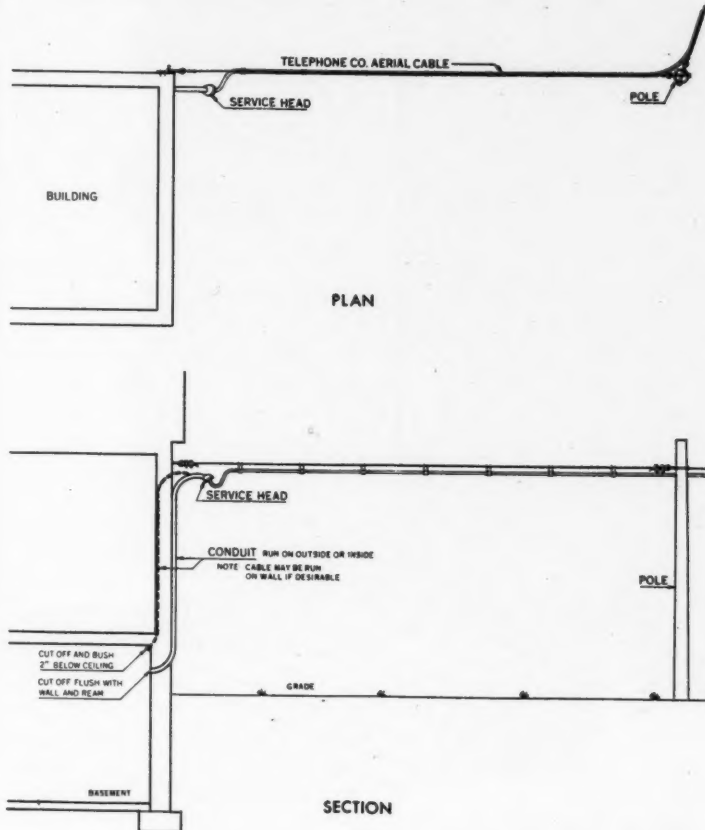 TELEPHONE CO. AERIAL CABLE
SERVICE HEAD
POLE
BUILDING
PLAN
SERVICE HEAD
CONDUIT RUN ON OUTSIDE OR INSIDE
NOTE CABLE MAY BE RUN
ON WALL IF DESIRABLE
POLE
CUT OFF AND BUSH
2" BELOW CEILING
CUT OFF FLUSH WITH
WALL AND REAM
GRADE
BASEMENT
SECTION